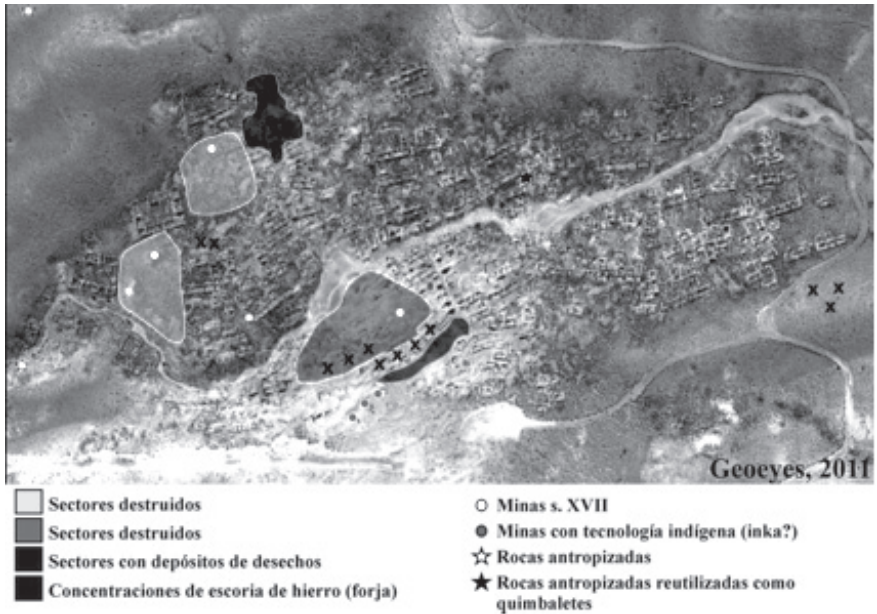 Geoeyes, 2011
Sectores destruidos
Sectores destruidos
Sectores con depósitos de desechos
Concentraciones de escoria de hierro (forja)
Minas s. XVII
Minas con tecnología indígena (inka?)
Rocas antropizadas
Rocas antropizadas reutilizadas como
quimbaletes